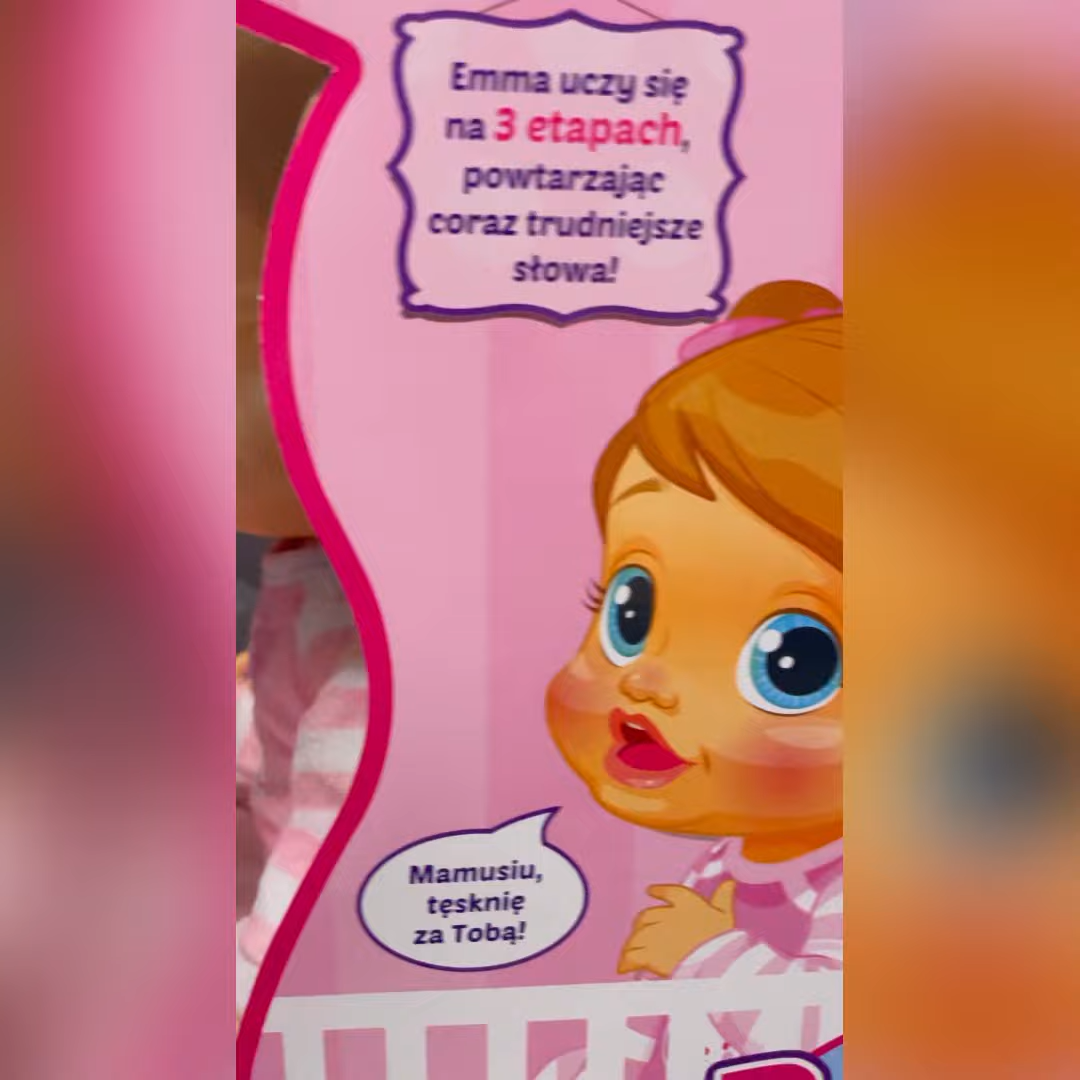 Emma uczy się
na 3 etapach,
powtarzając
coraz trudniejsze
słowa!
Mamusiu,
tęsknię
za Tobą!